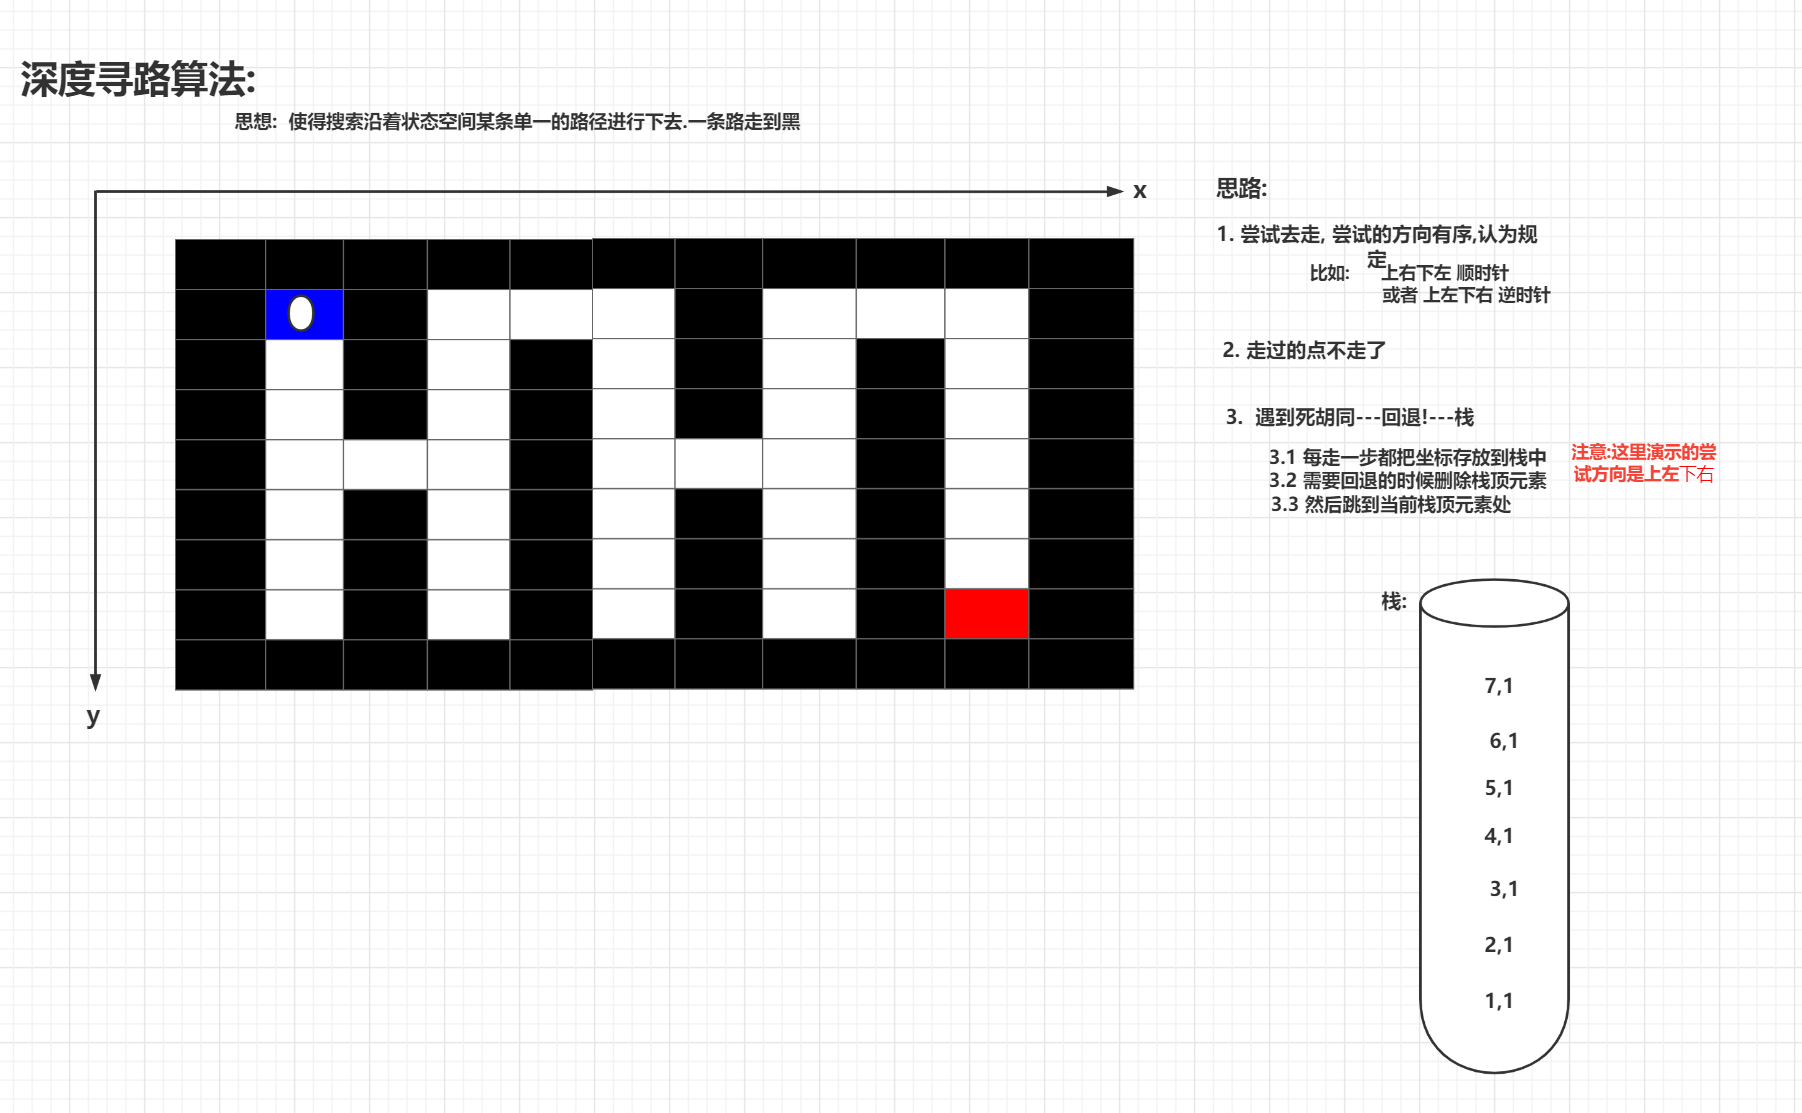 深度寻路算法:
思想: 使得搜索沿着状态空间某条单一的路径进行下去.一条路走到黑
x
y
思路:
1. 尝试去走, 尝试的方向有序,认为规
定
比如: 上右下左 顺时针
或者 上左下右 逆时针
2. 走过的点不走了
3. 遇到死胡同---回退!---栈
3.1 每走一步都把坐标存放到栈中
3.2 需要回退的时候删除栈顶元素
3.3 然后跳到当前栈顶元素处
注意:这里演示的尝
试方向是上左下右
栈:
7,1
6,1
5,1
4,1
3,1
2,1
1,1